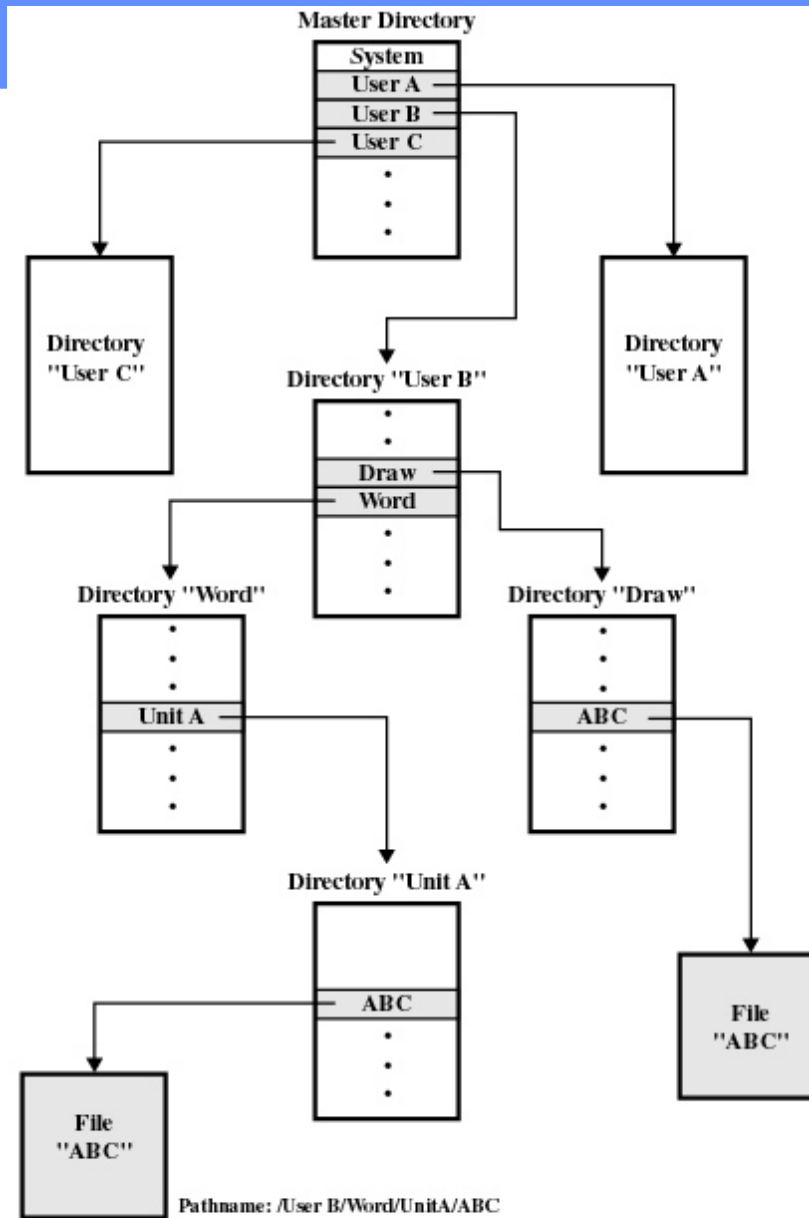 Master Directory
System
User A
User B
User C
Directory
"User C"
Directory
"User A"
Directory "User B"
Draw
Word
Directory "Word"
Directory "Draw"
Unit A
ABC
Directory "Unit A"
ABC
File
"ABC"
File
"ABC"
Pathname: /User B/Word/UnitA/ABC